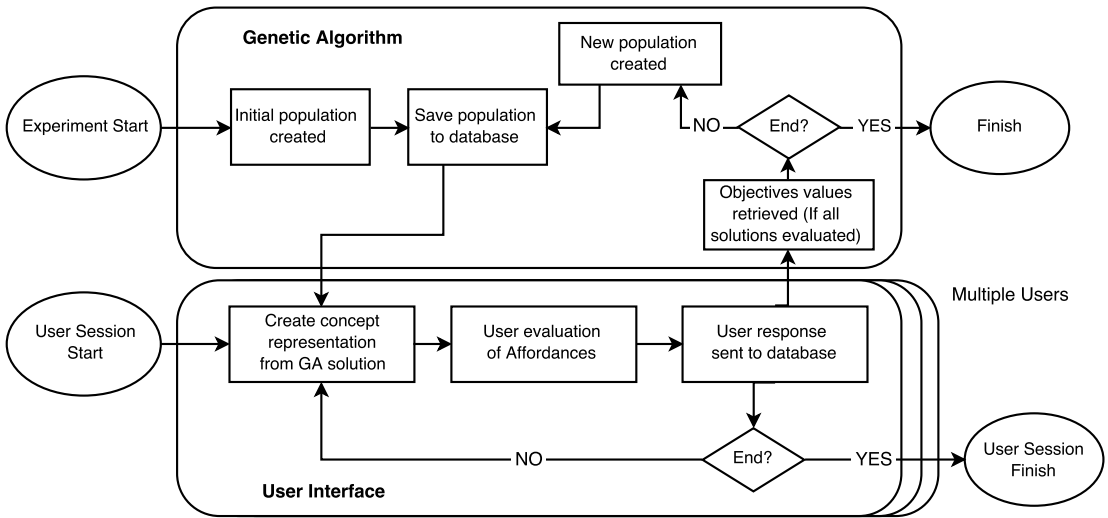 Genetic Algorithm
New population
created
Experiment Start
Initial population
created
Save population
to database
NO
End?
YES
Finish
Objectives values
retrieved (If all
solutions evaluated)
Multiple Users
User Session
Start
Create concept
representation
from GA solution
User evaluation
of Affordances
User response
sent to database
NO
End?
YES
User Session
Finish
User Interface